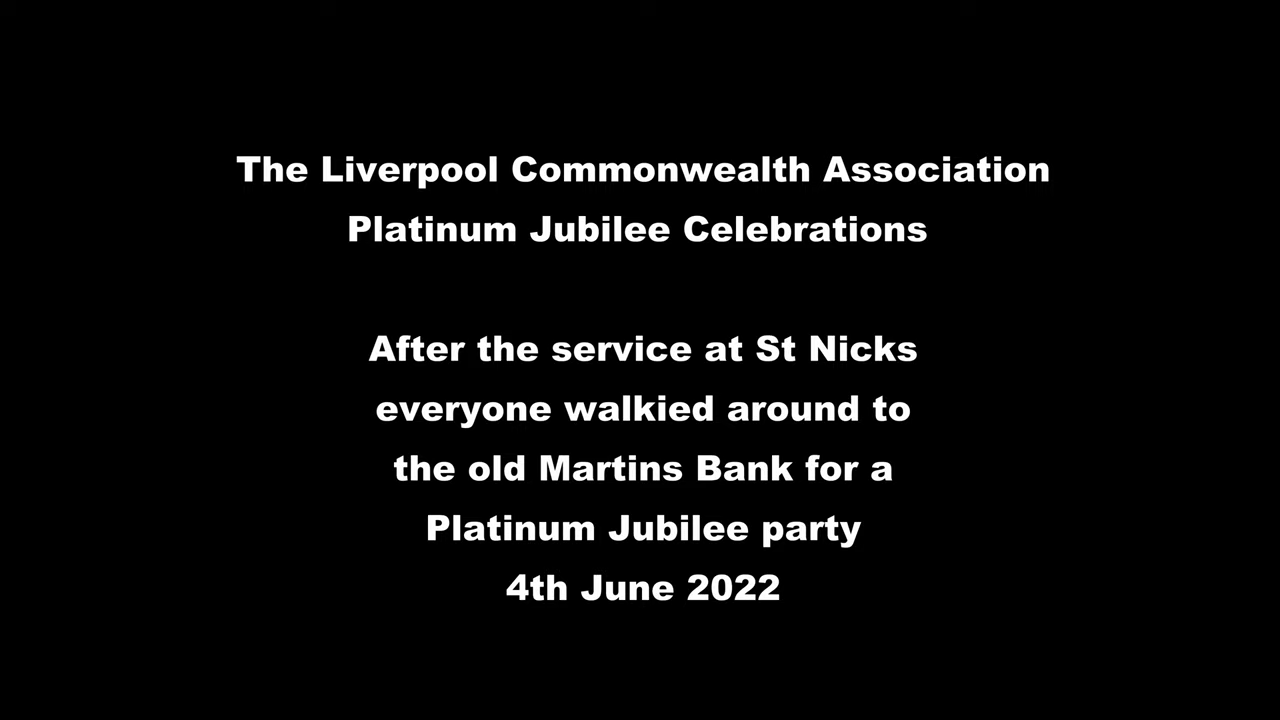 The Liverpool Commonwealth Association
Platinum Jubilee Celebrations
After the service at St Nicks
everyone walkied around to
the old Martins Bank for a
Platinum Jubilee party
4th June 2022